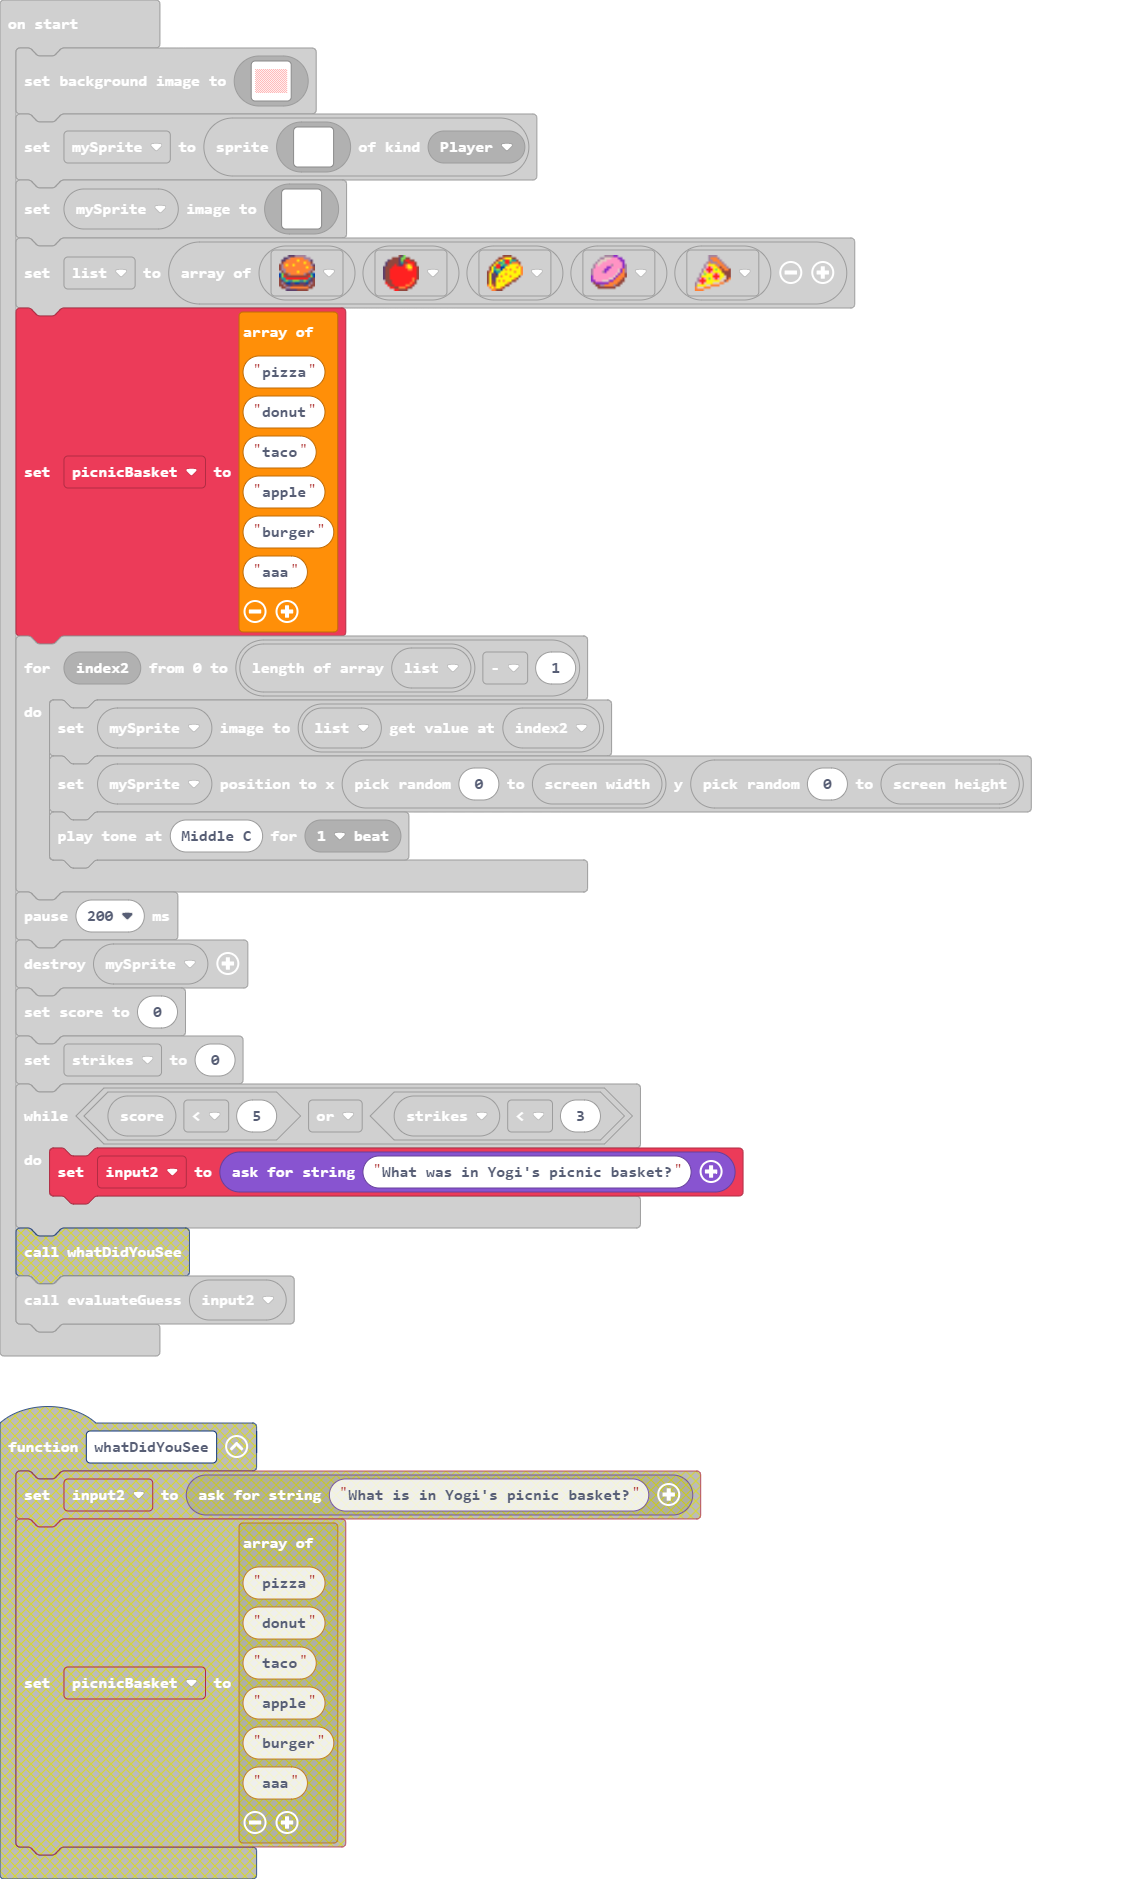 on start
set background image to
set mySprite to sprite of kind Player
set mySprite image to
set list to array of
array of
"pizza"
"donut"
"taco"
set picnicBasket to
"apple"
"burger"
"aaa"
for index2 from 0 to length of array list - 1
do
set mySprite image to list get value at index2
set mySprite position to x pick random 0 to screen width y pick random 0 to screen height
play tone at Middle C for 1 beat
pause 200 ms
destroy mySprite
set score to 0
set strikes to 0
while score < 5 or strikes < 3
do
set input2 to ask for string "What was in Yogi's picnic basket?"
call whatDidYouSee
call evaluateGuess input2
function whatDidYouSee
set input2 to ask for string "What is in Yogi's picnic basket?"
array of
"pizza"
"donut"
"taco"
set picnicBasket to
"apple"
"burger"
"aaa"